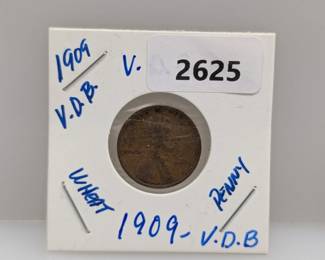 1909
V.D.B.
V.
2625
WHEAT
PENNY
1909- V.D.B